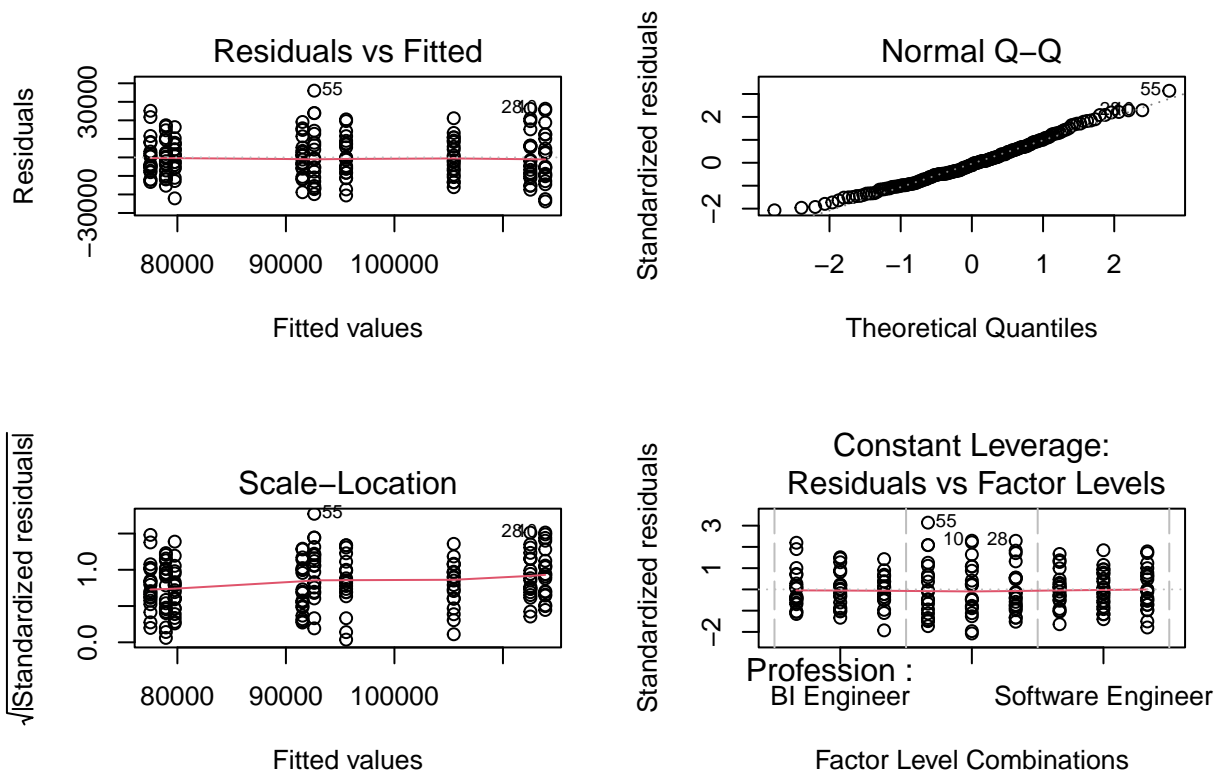 Residuals vs Fitted
Residuals
30000
−30000
55
28
80000 90000 100000
Fitted values
Normal Q−Q
Standardized residuals
2
0
−2
55
−2 −1 0 1 2
Theoretical Quantiles
Scale−Location
√|Standardized residuals|
1.0
0.0
55
28
80000 90000 100000
Fitted values
Constant Leverage:
Residuals vs Factor Levels
Standardized residuals
3
1
−2
55
10 28
Profession :
BI Engineer Software Engineer
Factor Level Combinations